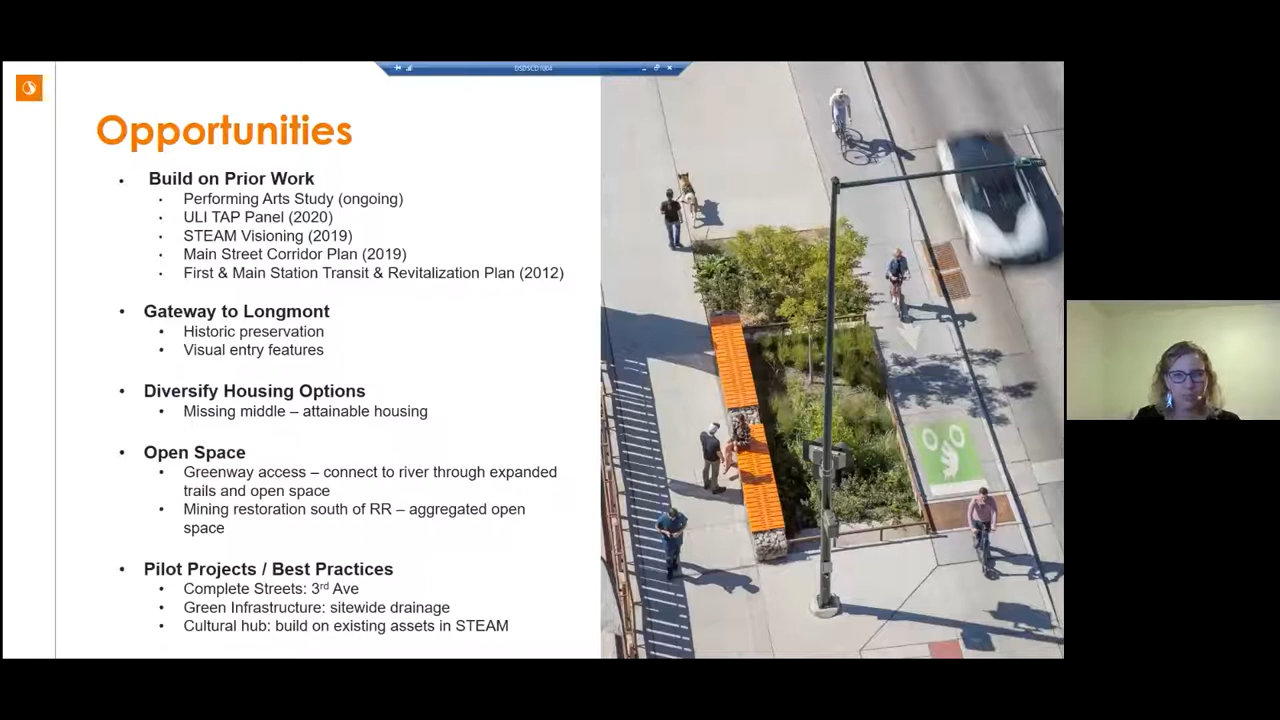 DSDSCD1004
Opportunities
• Build on Prior Work
• Performing Arts Study (ongoing)
• ULI TAP Panel (2020)
• STEAM Visioning (2019)
• Main Street Corridor Plan (2019)
• First & Main Station Transit & Revitalization Plan (2012)
• Gateway to Longmont
• Historic preservation
• Visual entry features
• Diversify Housing Options
• Missing middle – attainable housing
• Open Space
• Greenway access – connect to river through expanded
trails and open space
• Mining restoration south of RR – aggregated open
space
• Pilot Projects / Best Practices
• Complete Streets: 3rd Ave
• Green Infrastructure: sitewide drainage
• Cultural hub: build on existing assets in STEAM